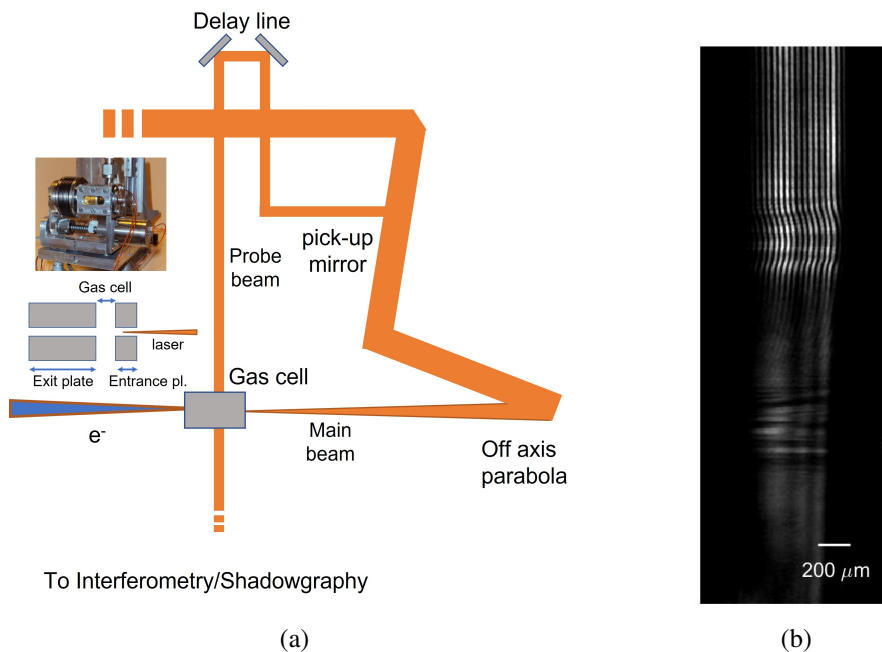 Delay line
pick-up
mirror
Probe
beam
Gas cell
laser
Exit plate
Entrance pl.
Gas cell
e-
Main
beam
Off axis
parabola
To Interferometry/Shadowgraphy
200 μm
(a)
(b)